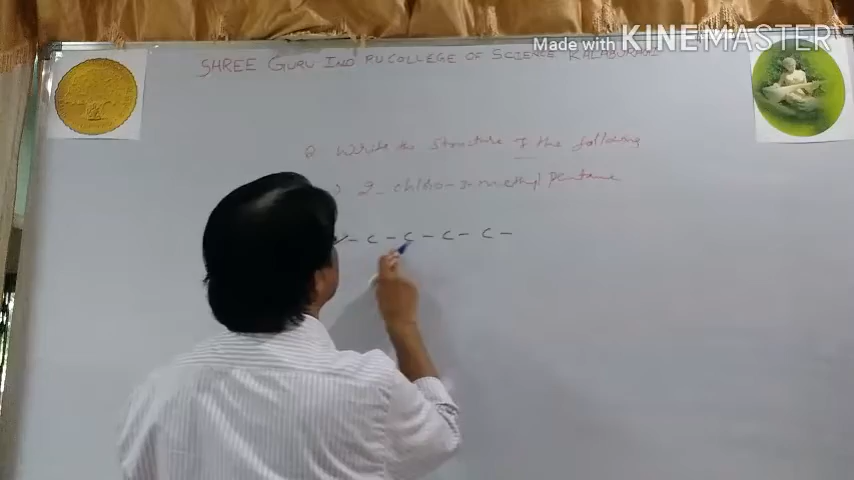 Made with KINEMASTER
SHREE GURU IND PU COLLEGE OF SCIENCE KALABURAGI
Q Write the structure of the following
2- chloro-3-methyl pentane
- C - C - C - C -